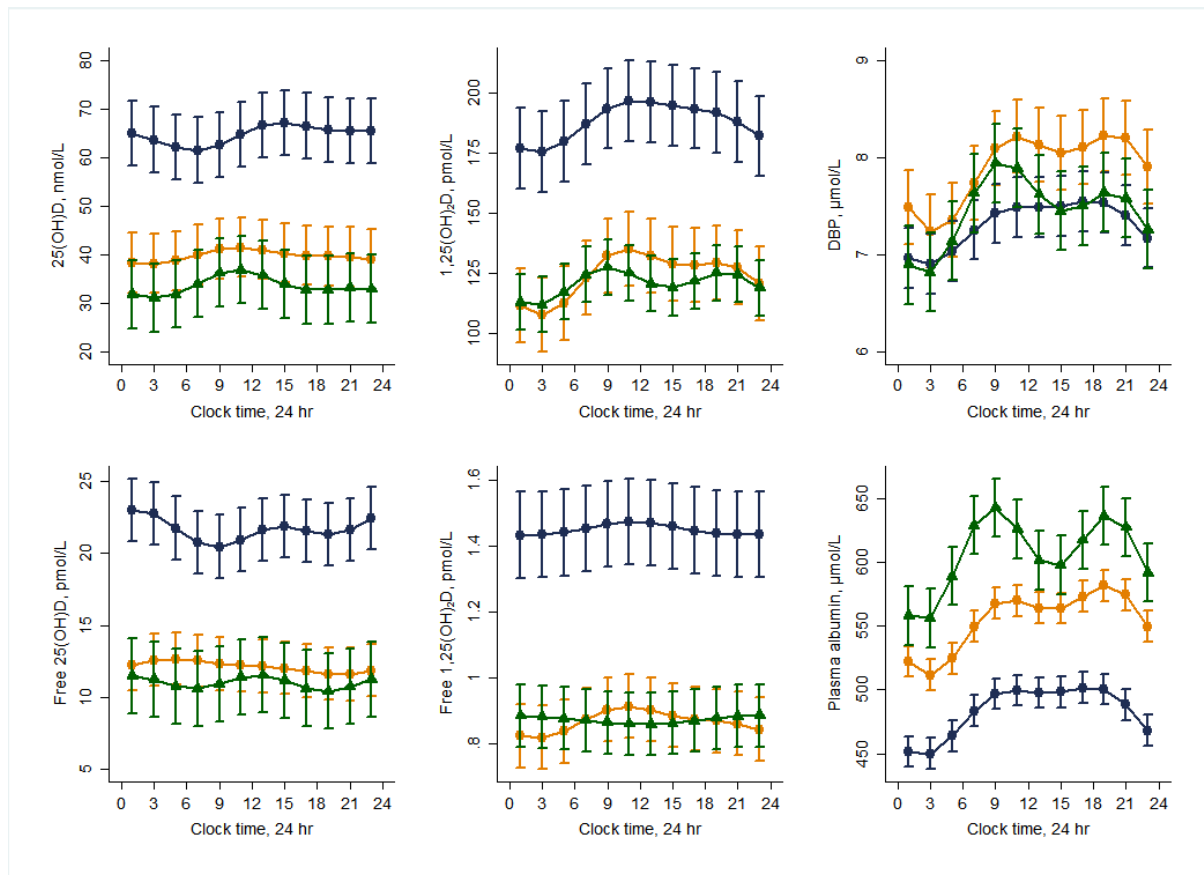 25(OH)D, nmol/L
80
70
60
50
40
30
20
0 3 6 9 12 15 18 21 24
Clock time, 24 hr
1,25(OH)₂D, pmol/L
200
175
150
125
100
0 3 6 9 12 15 18 21 24
Clock time, 24 hr
DBP, µmol/L
9
8
7
6
0 3 6 9 12 15 18 21 24
Clock time, 24 hr
Free 25(OH)D, pmol/L
25
20
15
10
5
0 3 6 9 12 15 18 21 24
Clock time, 24 hr
Free 1,25(OH)₂D, pmol/L
1.6
1.4
1.2
1
.8
0 3 6 9 12 15 18 21 24
Clock time, 24 hr
Plasma albumin, µmol/L
650
600
550
500
450
0 3 6 9 12 15 18 21 24
Clock time, 24 hr